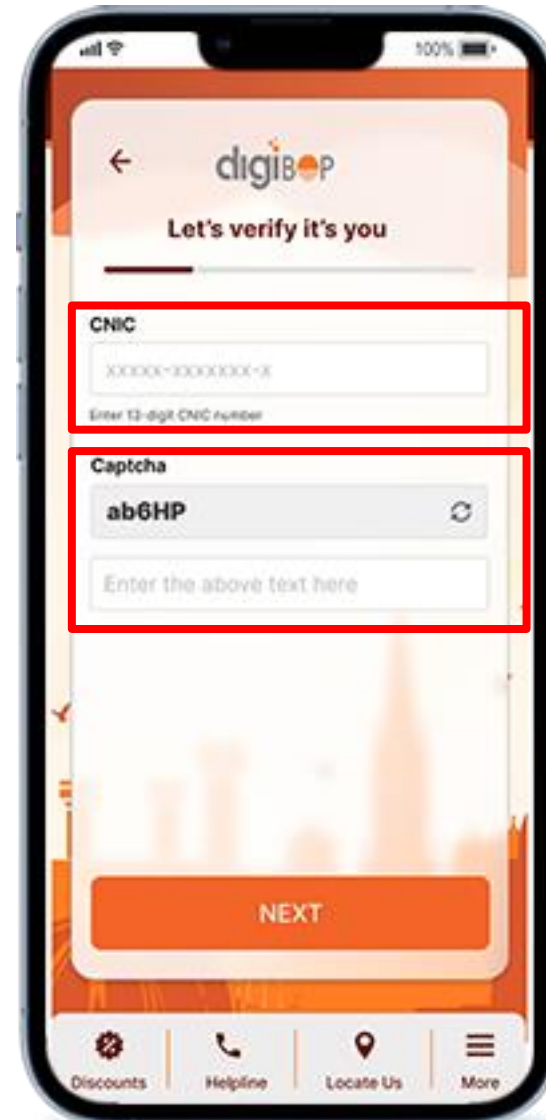 100%
digiBOP
Let's verify it's you
CNIC
xxxxx-xxxxxxx-x
Enter 13-digit CNIC number
Captcha
ab6HP
Enter the above text here
NEXT
Discounts Helpline Locate Us More